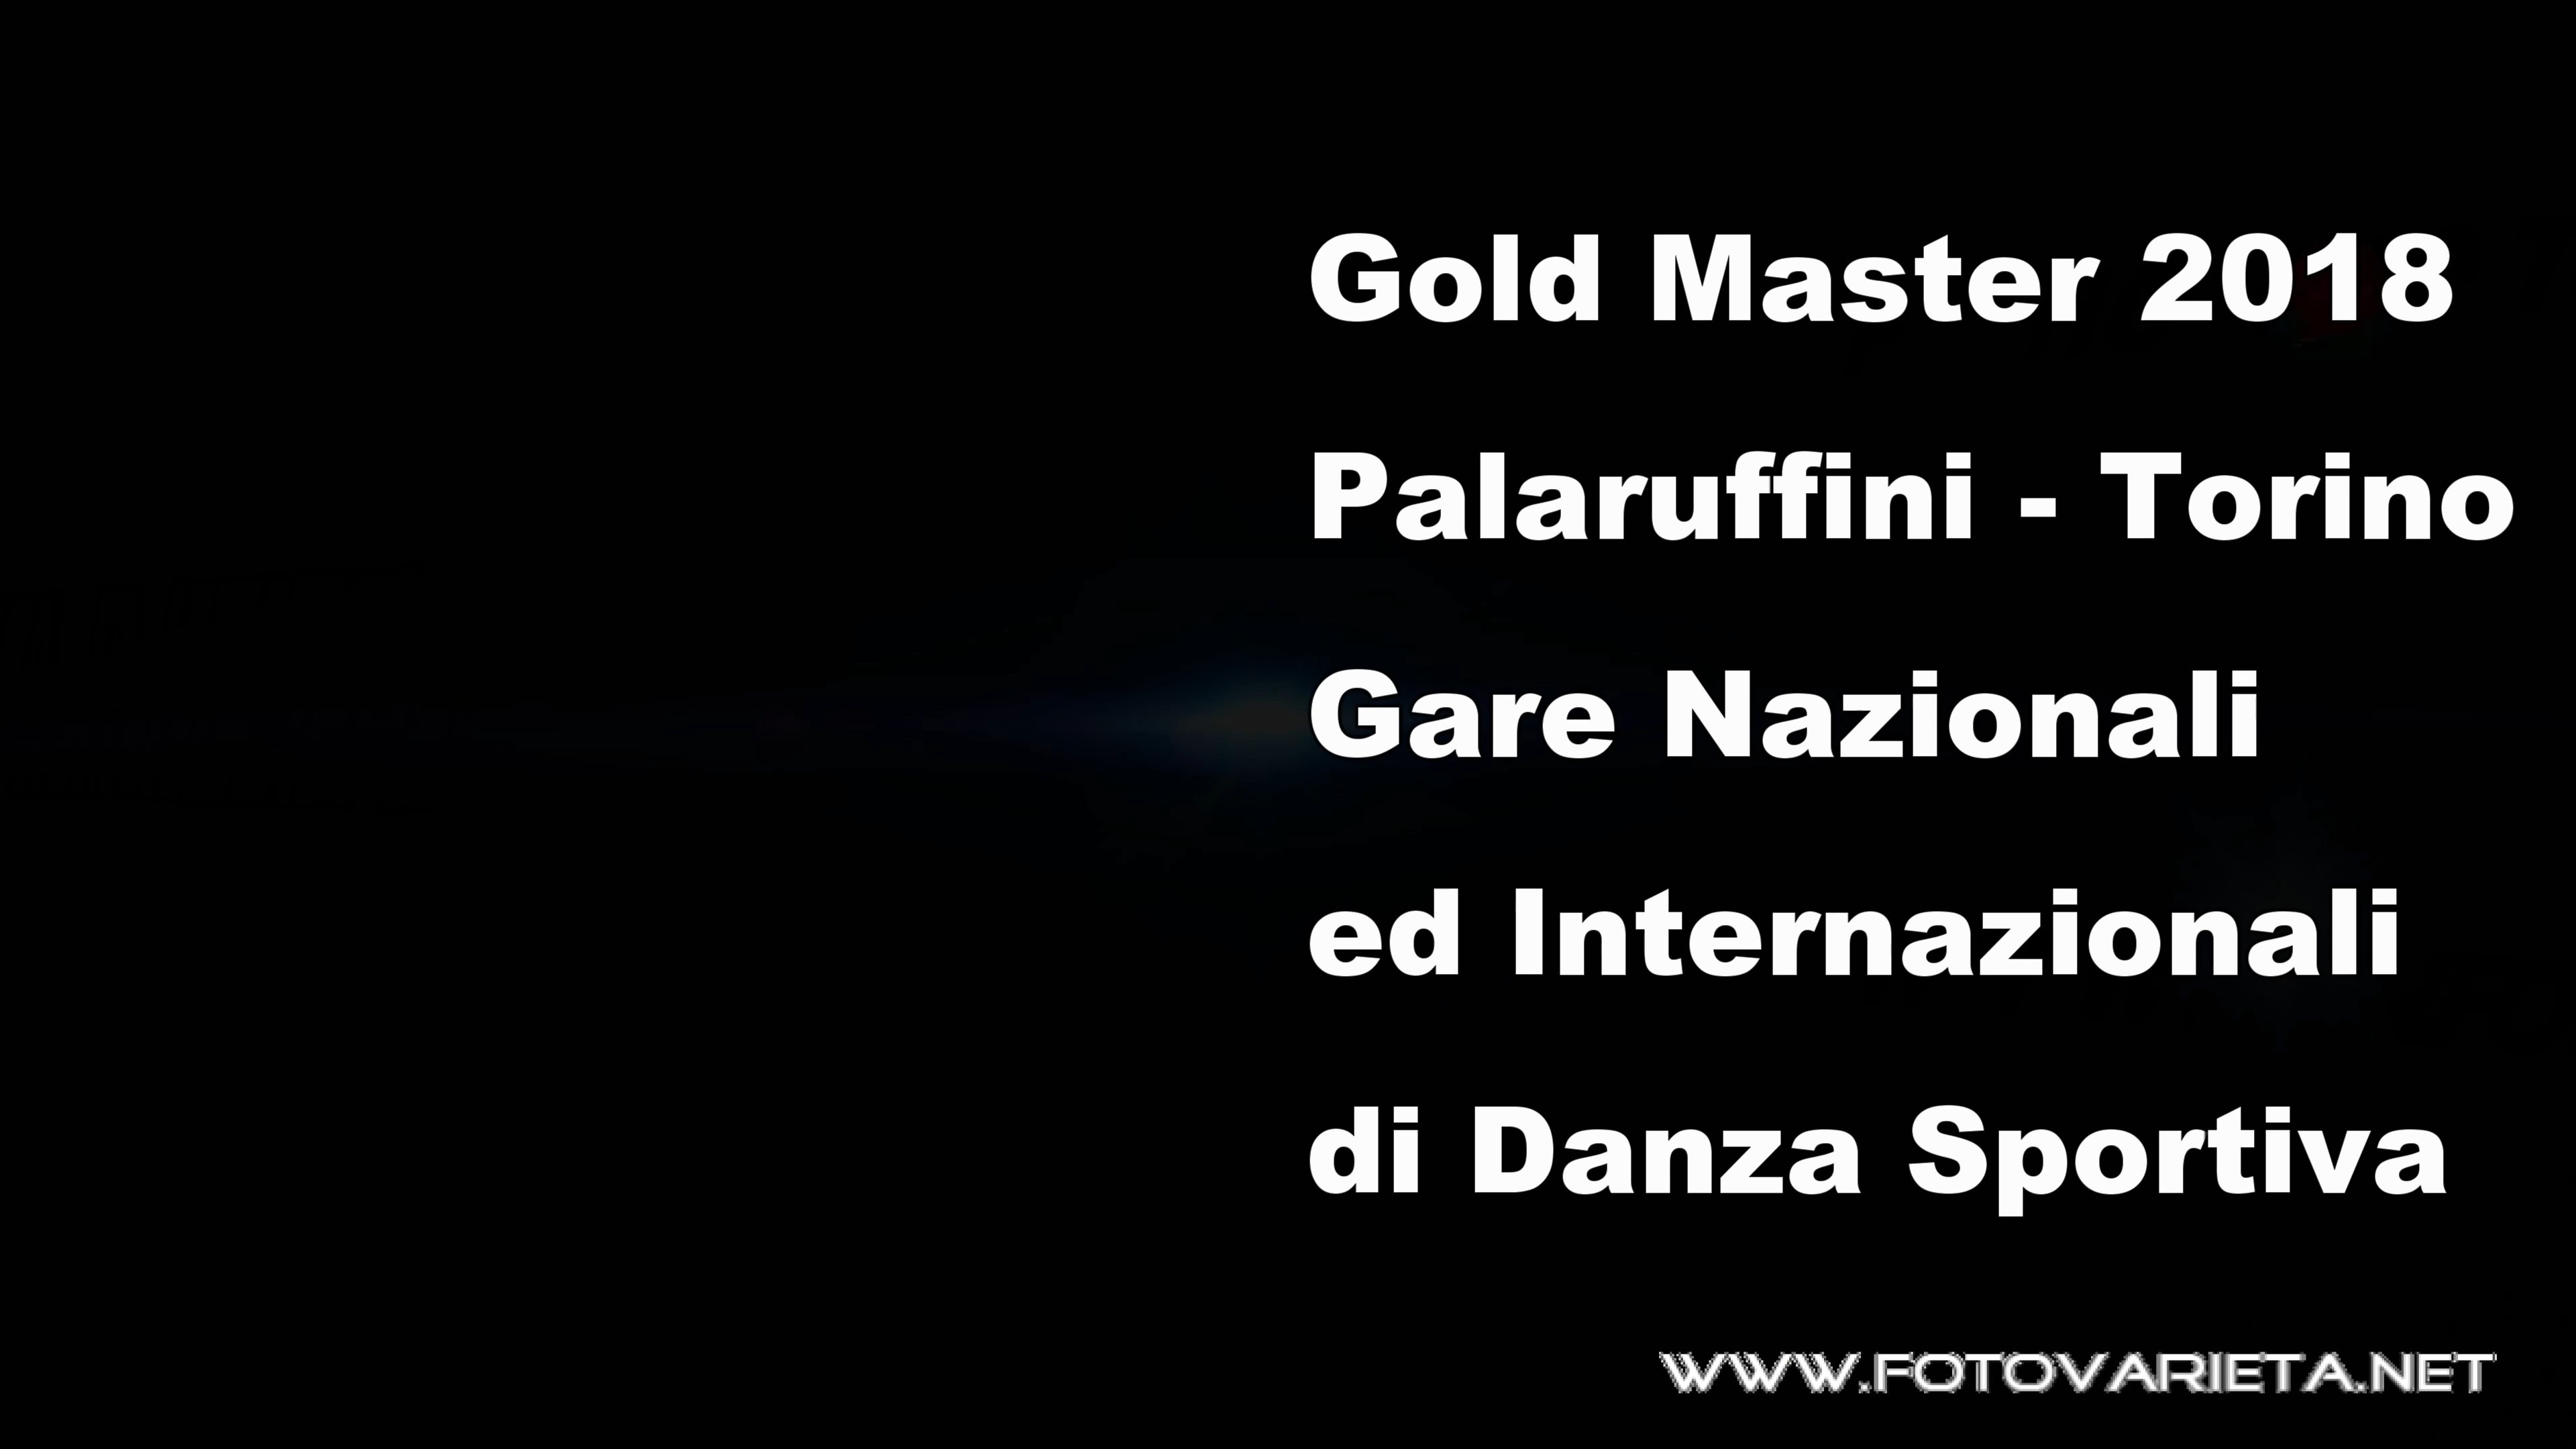 Gold Master 2018
Palaruffini - Torino
Gare Nazionali
ed Internazionali
di Danza Sportiva
WWW.FOTOVARIETA.NET